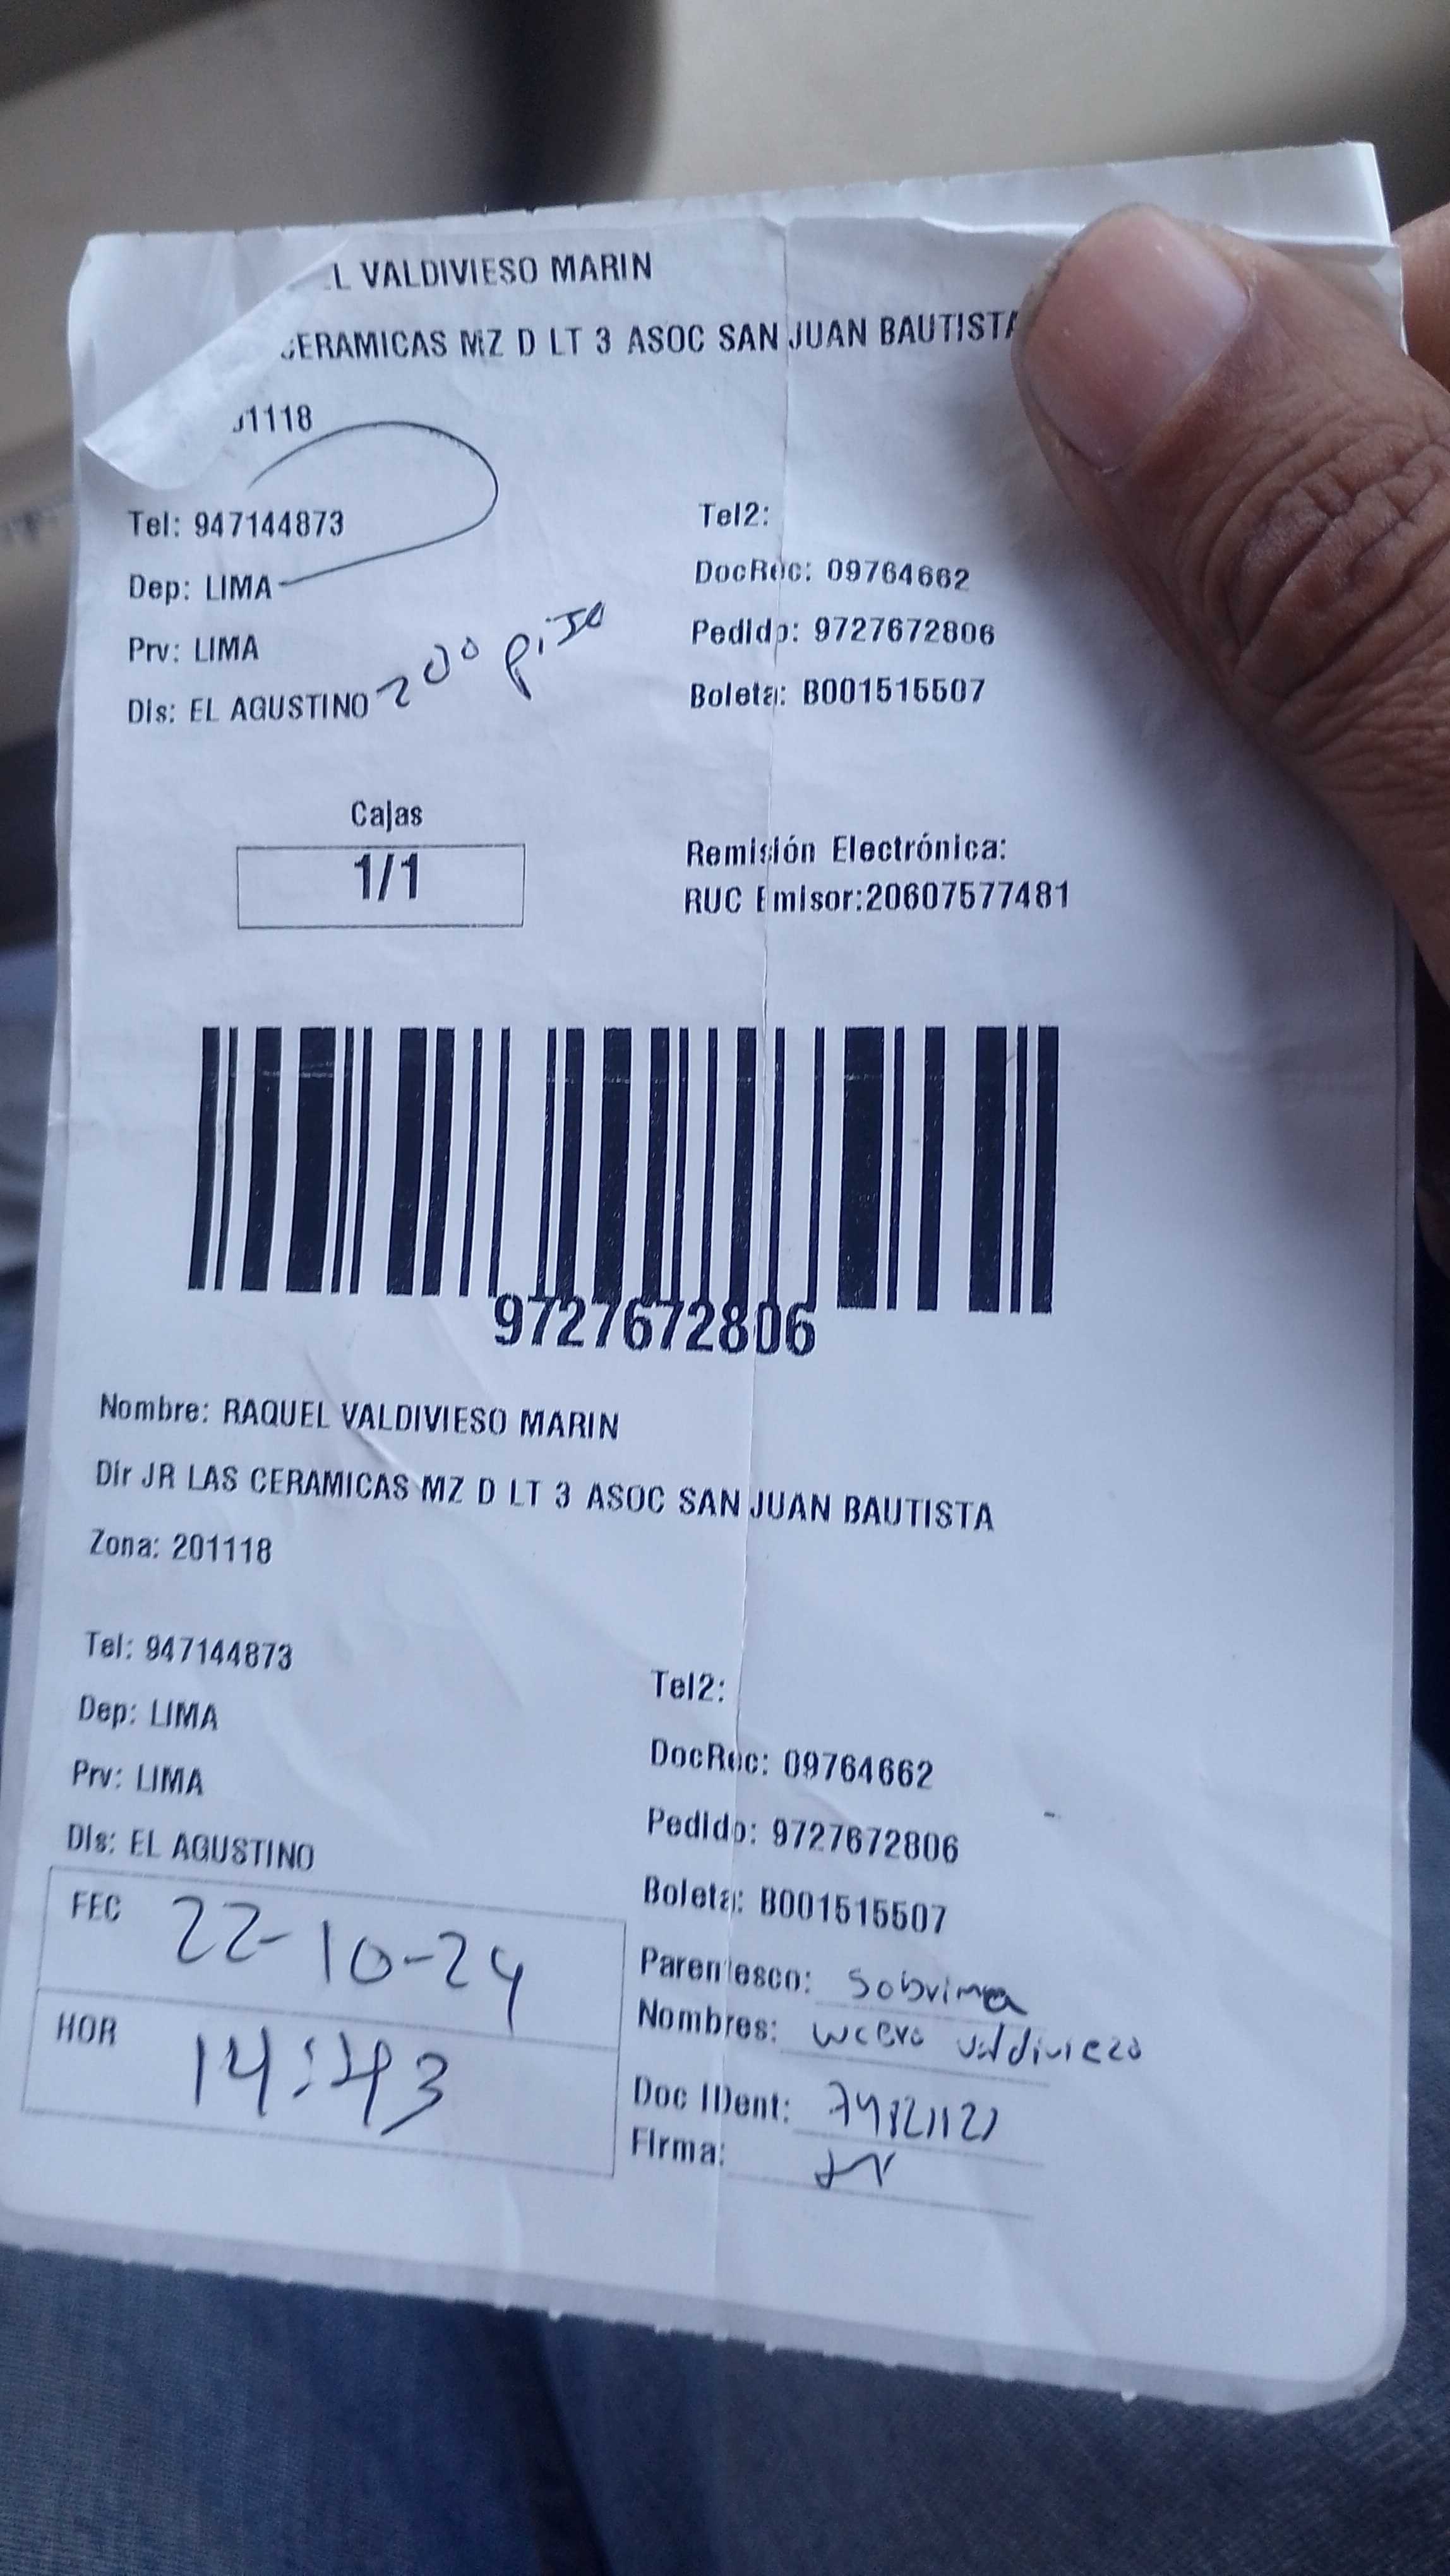 L VALDIVIESO MARIN
CERAMICAS MZ D LT 3 ASOC SAN JUAN BAUTISTA
01118
Tel: 947144873
Tel2:
Dep: LIMA
DocRec: 09764662
Prv: LIMA
Pedido: 9727672806
Dis: EL AGUSTINO
Boleta: B001515507
2do piso
Cajas
1/1
Remisión Electrónica:
RUC Emisor:20607577481
9727672806
Nombre: RAQUEL VALDIVIESO MARIN
Dir JR LAS CERAMICAS MZ D LT 3 ASOC SAN JUAN BAUTISTA
Zona: 201118
Tel: 947144873
Tel2:
Dep: LIMA
DocRec: 09764662
Prv: LIMA
Pedido: 9727672806
Dis: EL AGUSTINO
Boleta: B001515507
FEC 22-10-24
HOR 14:43
Parentesco: Sobrina
Nombres: valdiviezo
Doc IDent:
Firma: